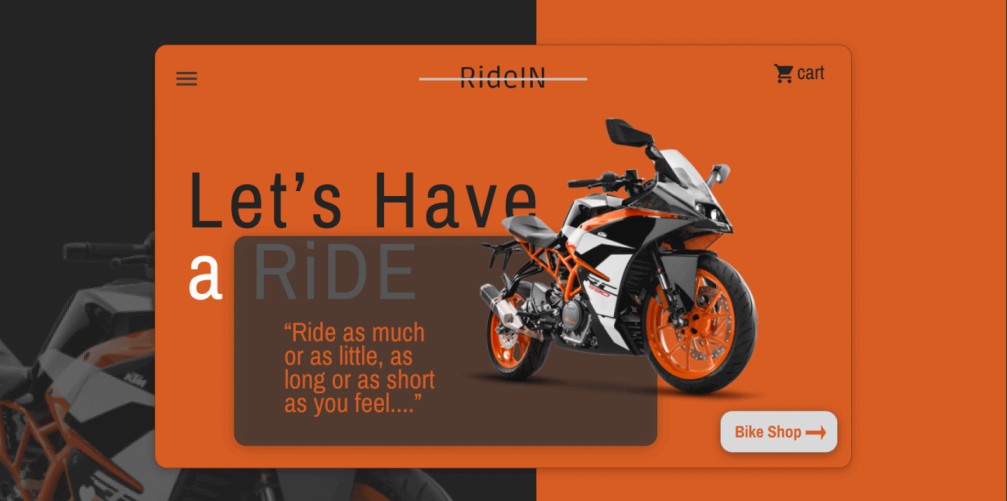 RideIN
cart
Let’s Have
a RiDE
“Ride as much
or as little, as
long or as short
as you feel....”
Bike Shop
KTM